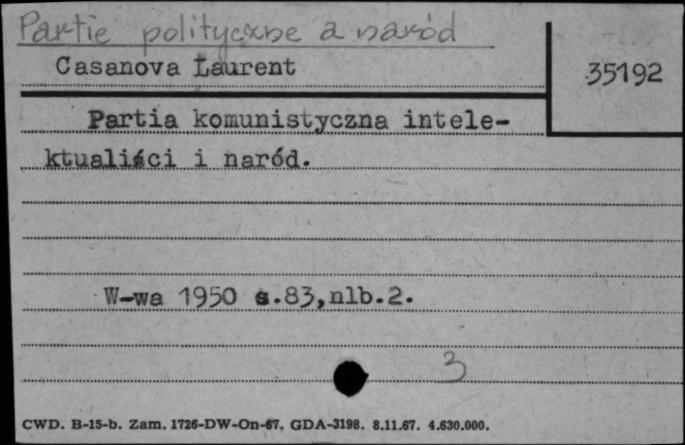 Partie polityczne a naród
Casanova Laurent
35192
Partia komunistyczna intele-
ktualiści i naród.
W-wa 1950 s.83,nlb.2.
3
CWD. B-15-b. Zam. 1726-DW-On-67. GDA-3198. 8.11.67. 4.630.000.